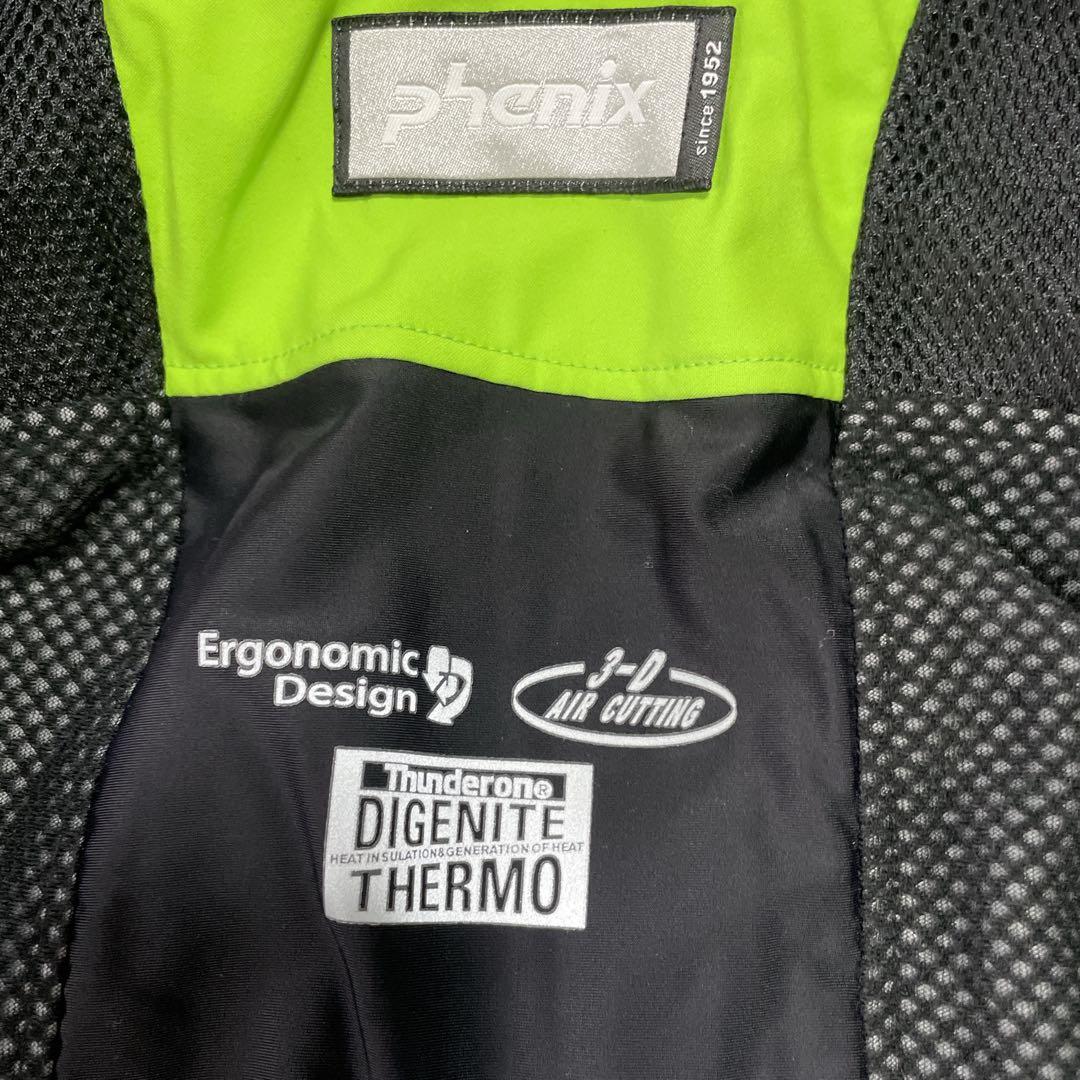 phenix
since 1952
Ergonomic
Design
3-D
AIR CUTTING
Thunderon®
DIGENITE
HEAT INSULATION&GENERATION OF HEAT
THERMO